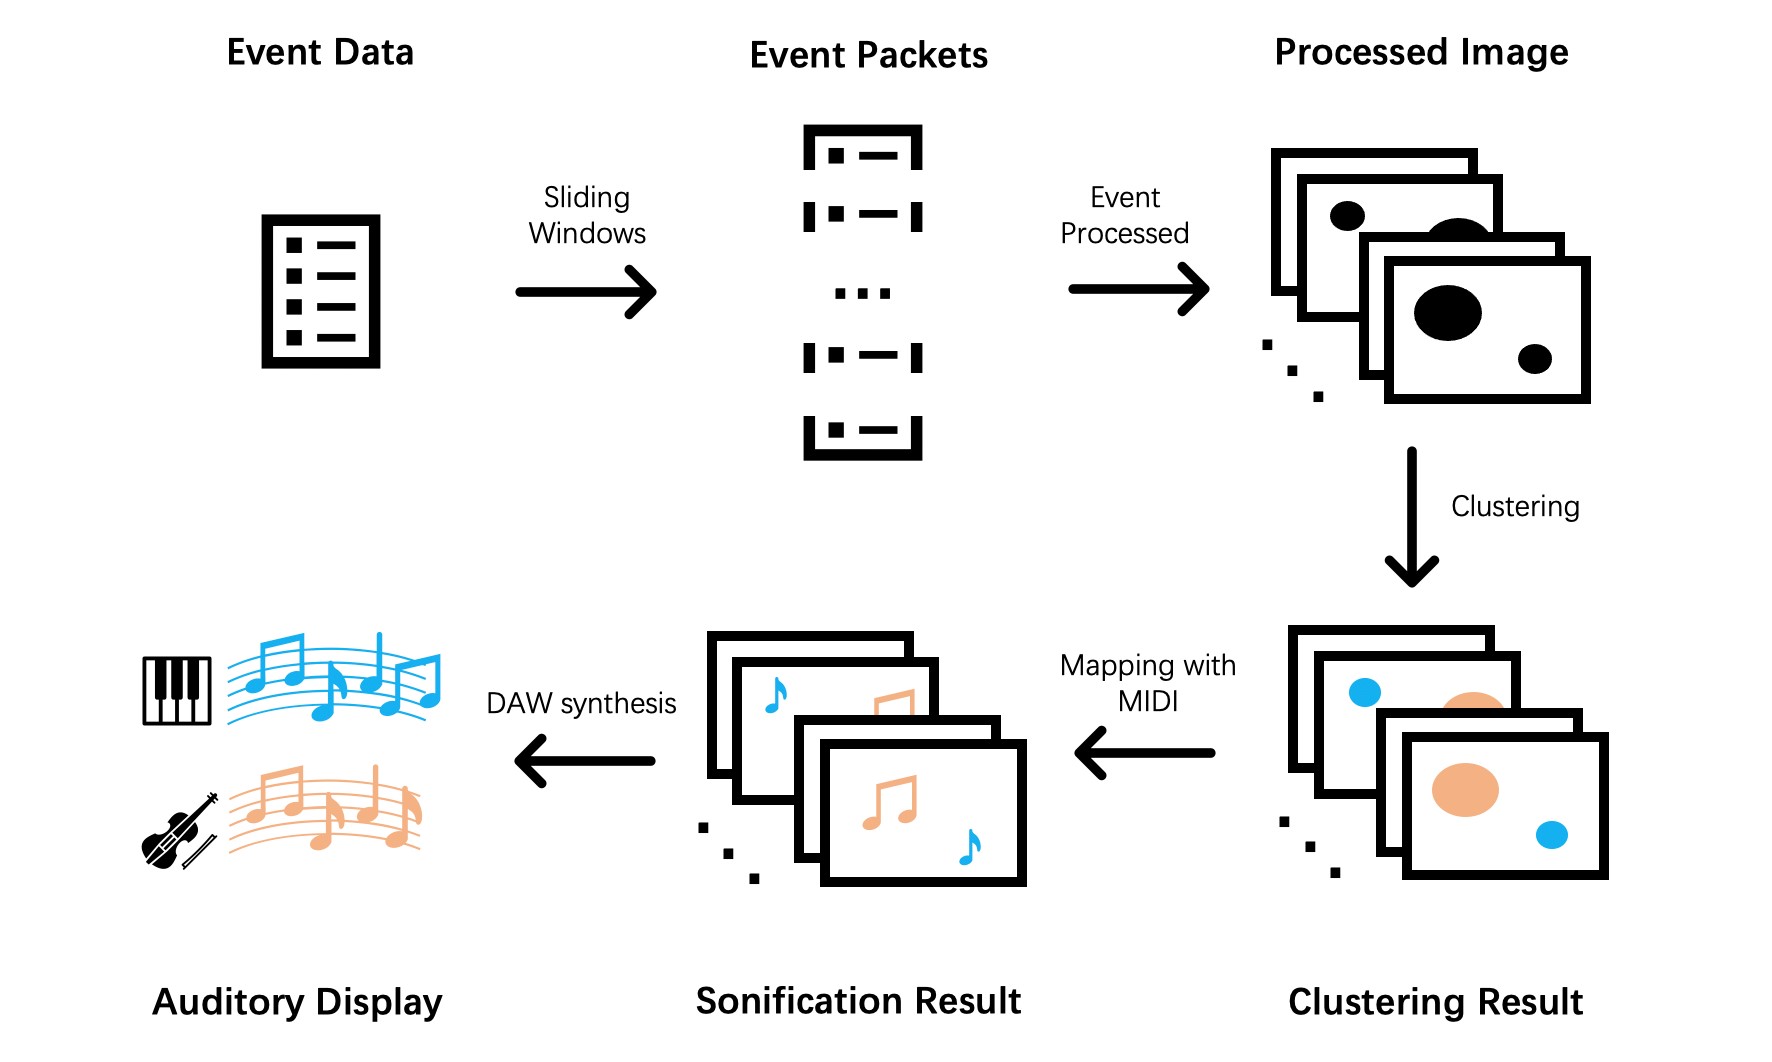 Event Data
Event Packets
Processed Image
Sliding
Windows
Event
Processed
Clustering
Mapping with
MIDI
DAW synthesis
Auditory Display
Sonification Result
Clustering Result